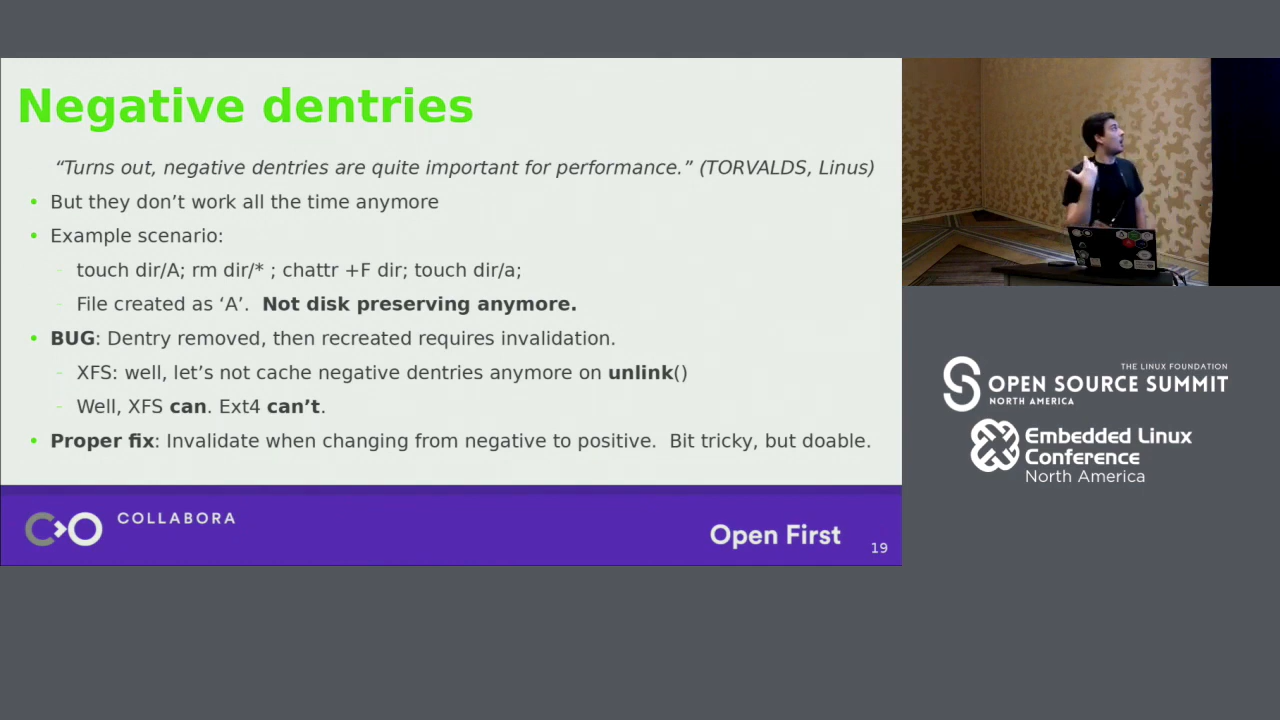 Negative dentries
“Turns out, negative dentries are quite important for performance.” (TORVALDS, Linus)
• But they don’t work all the time anymore
• Example scenario:
- touch dir/A; rm dir/* ; chattr +F dir; touch dir/a;
- File created as ‘A’. Not disk preserving anymore.
• BUG: Dentry removed, then recreated requires invalidation.
- XFS: well, let’s not cache negative dentries anymore on unlink()
- Well, XFS can. Ext4 can’t.
• Proper fix: Invalidate when changing from negative to positive. Bit tricky, but doable.
COLLABORA
Open First
19
THE LINUX FOUNDATION
OPEN SOURCE SUMMIT
NORTH AMERICA
Embedded Linux
Conference
North America